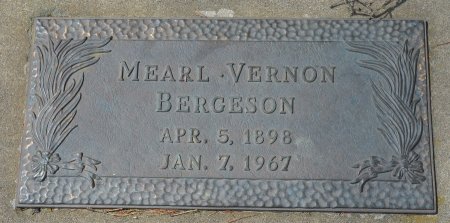 MEARL · VERNON
BERGESON
APR. 5, 1898
JAN. 7, 1967